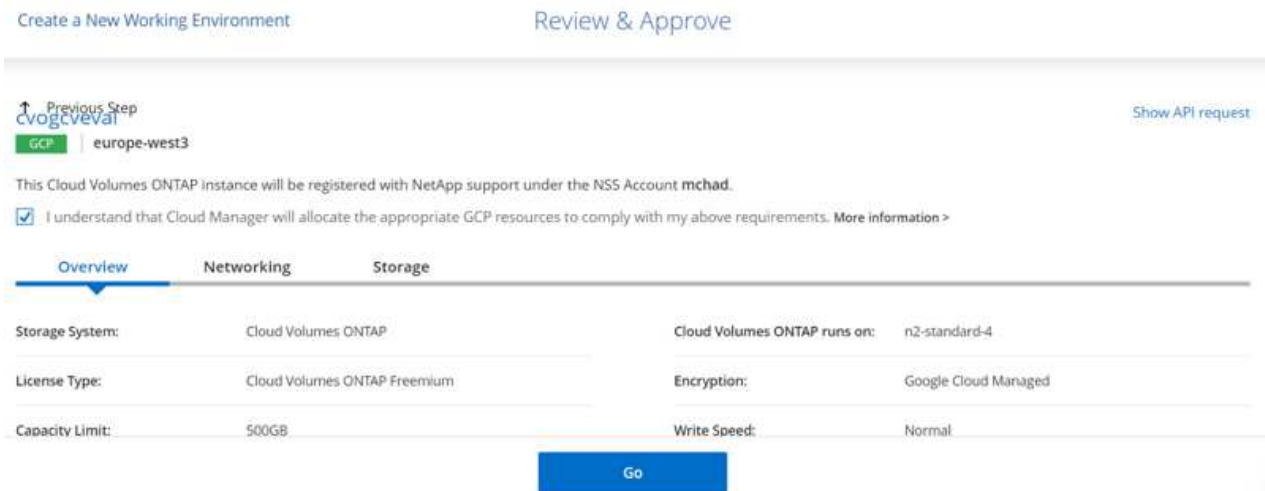 Create a New Working Environment
Review & Approve
↑ Previous Step
cvogcveval
Show API request
GCP europe-west3
This Cloud Volumes ONTAP instance will be registered with NetApp support under the NSS Account mchad.
I understand that Cloud Manager will allocate the appropriate GCP resources to comply with my above requirements. More information >
Overview Networking Storage
Storage System: Cloud Volumes ONTAP Cloud Volumes ONTAP runs on: n2-standard-4
License Type: Cloud Volumes ONTAP Freemium Encryption: Google Cloud Managed
Capacity Limit: 500GB Write Speed: Normal
Go